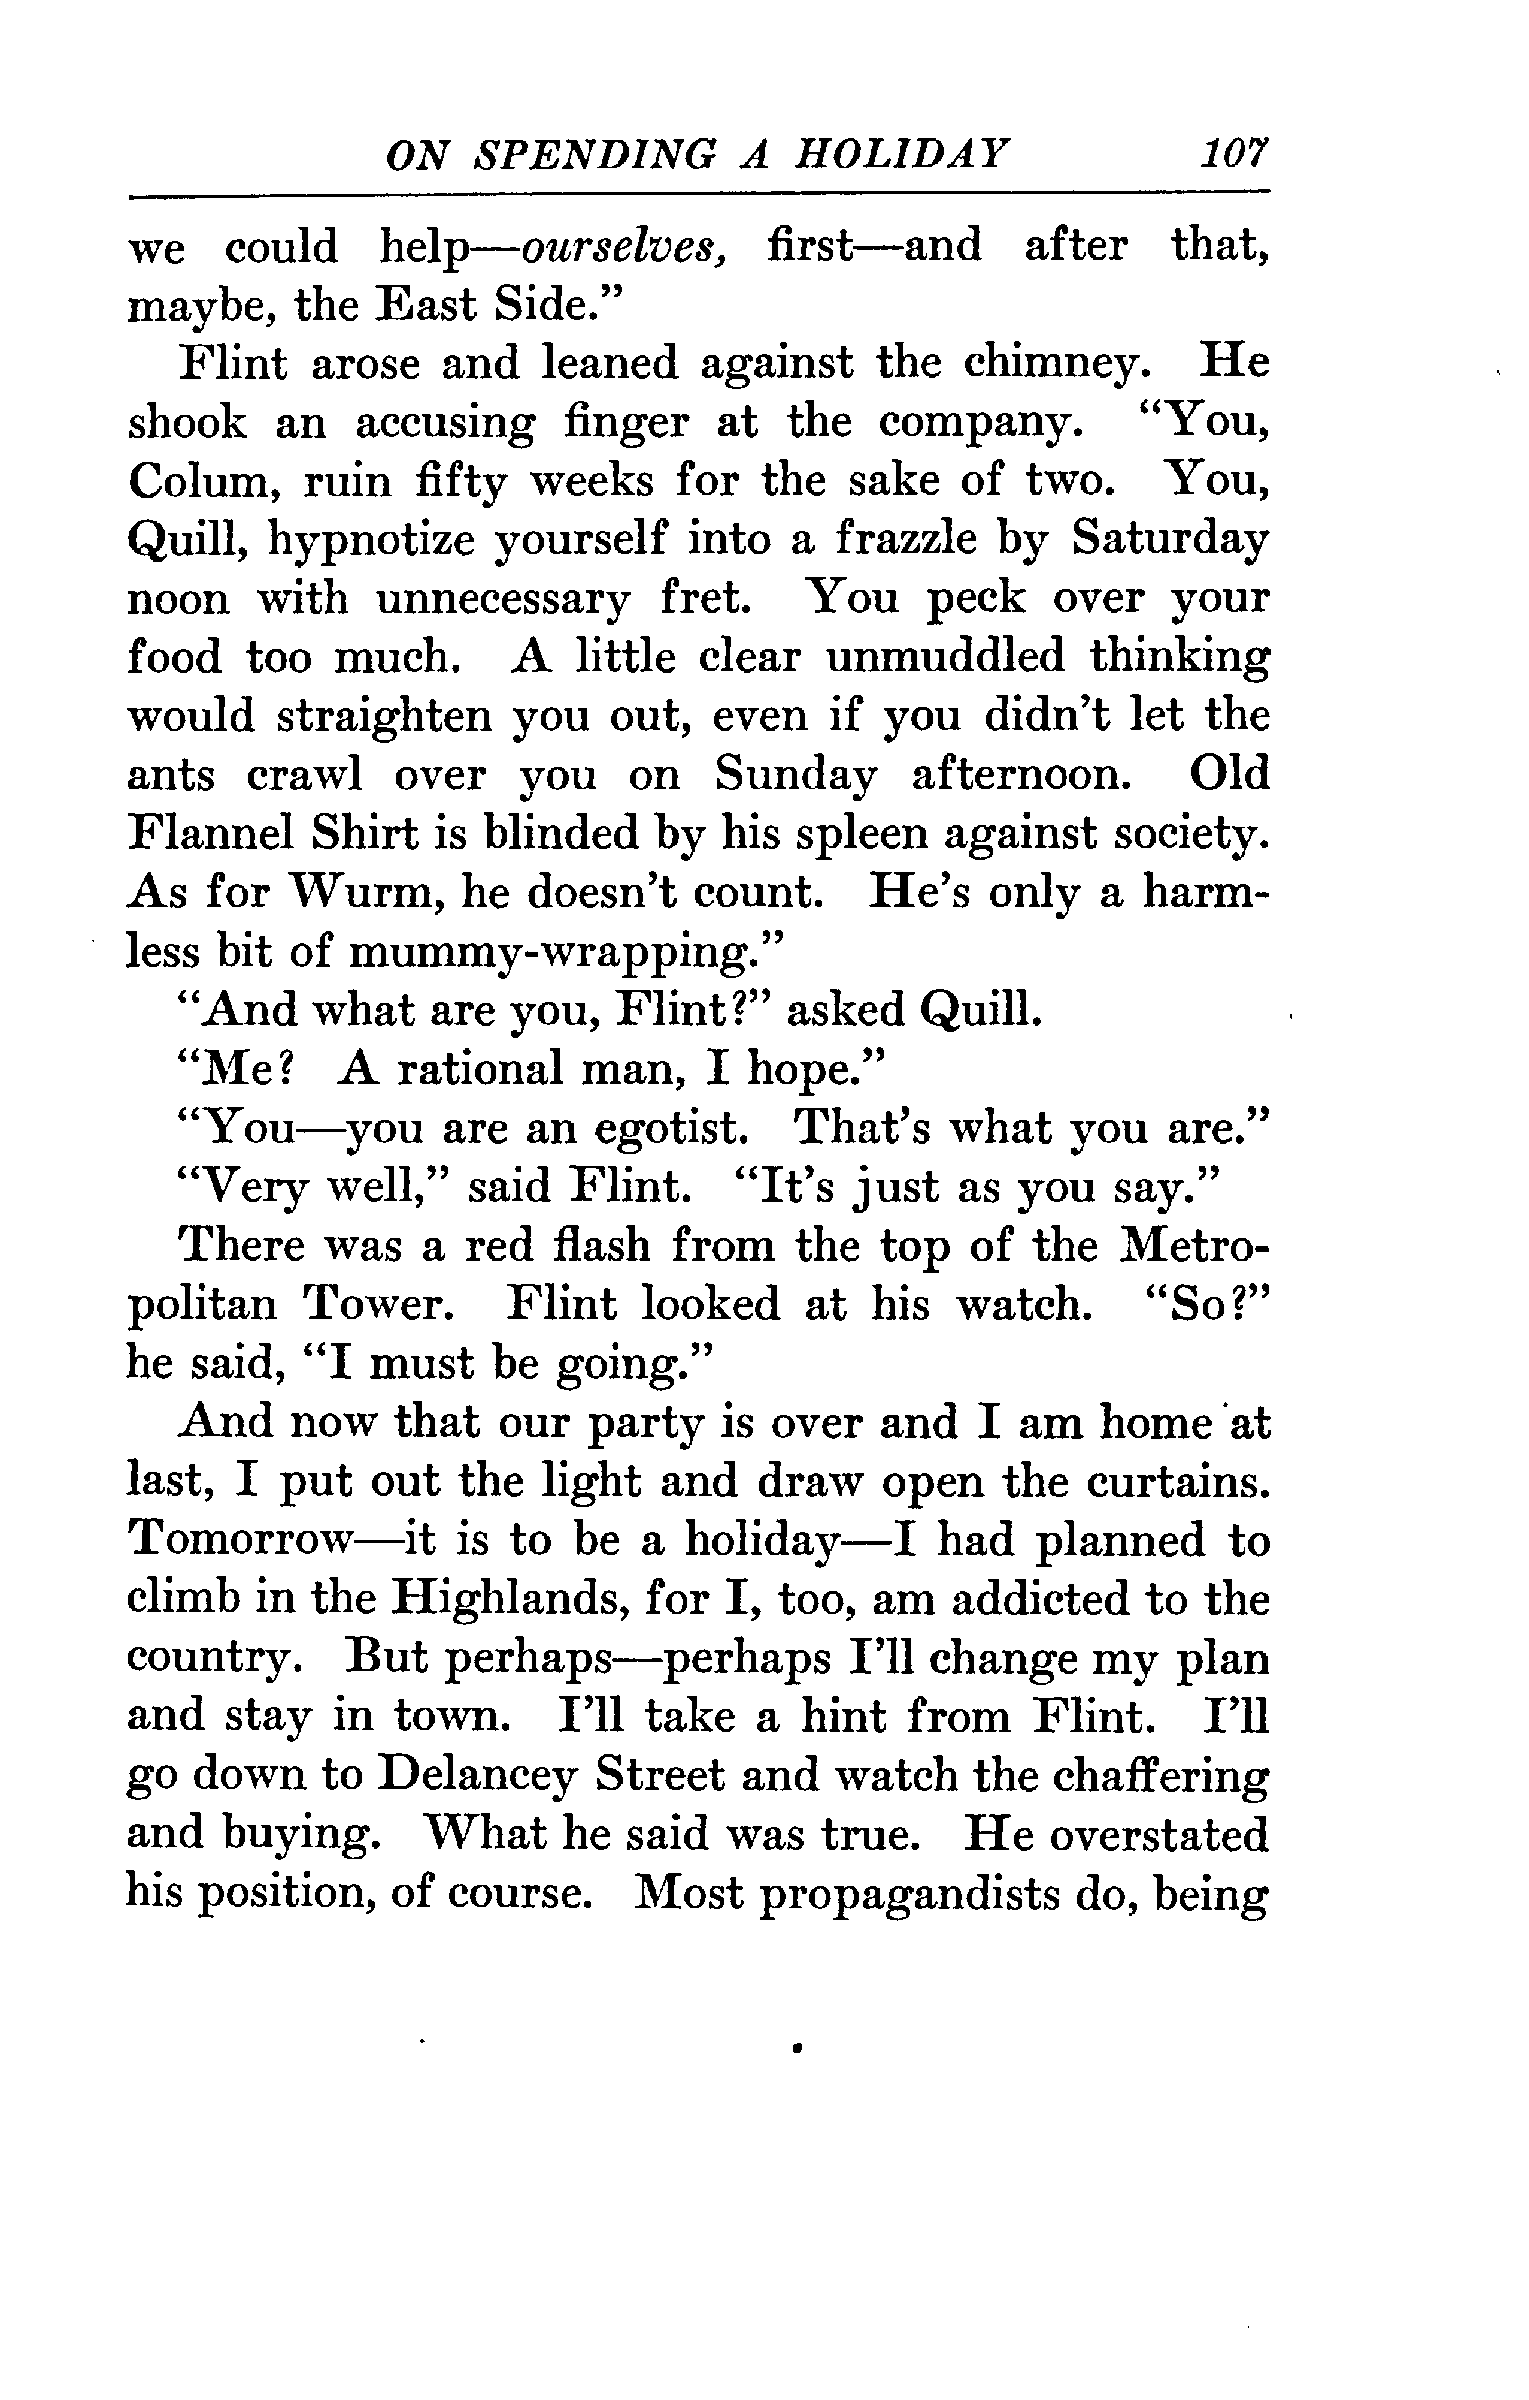 ON SPENDING A HOLIDAY 107
we could help—ourselves, first—and after that,
maybe, the East Side.”
Flint arose and leaned against the chimney. He
shook an accusing finger at the company. “You,
Colum, ruin fifty weeks for the sake of two. You,
Quill, hypnotize yourself into a frazzle by Saturday
noon with unnecessary fret. You peck over your
food too much. A little clear unmuddled thinking
would straighten you out, even if you didn’t let the
ants crawl over you on Sunday afternoon. Old
Flannel Shirt is blinded by his spleen against society.
As for Wurm, he doesn’t count. He’s only a harm-
less bit of mummy-wrapping.”
“And what are you, Flint?” asked Quill.
“Me? A rational man, I hope.”
“You—you are an egotist. That’s what you are.”
“Very well,” said Flint. “It’s just as you say.”
There was a red flash from the top of the Metro-
politan Tower. Flint looked at his watch. “So?”
he said, “I must be going.”
And now that our party is over and I am home at
last, I put out the light and draw open the curtains.
Tomorrow—it is to be a holiday—I had planned to
climb in the Highlands, for I, too, am addicted to the
country. But perhaps—perhaps I’ll change my plan
and stay in town. I’ll take a hint from Flint. I’ll
go down to Delancey Street and watch the chaffering
and buying. What he said was true. He overstated
his position, of course. Most propagandists do, being